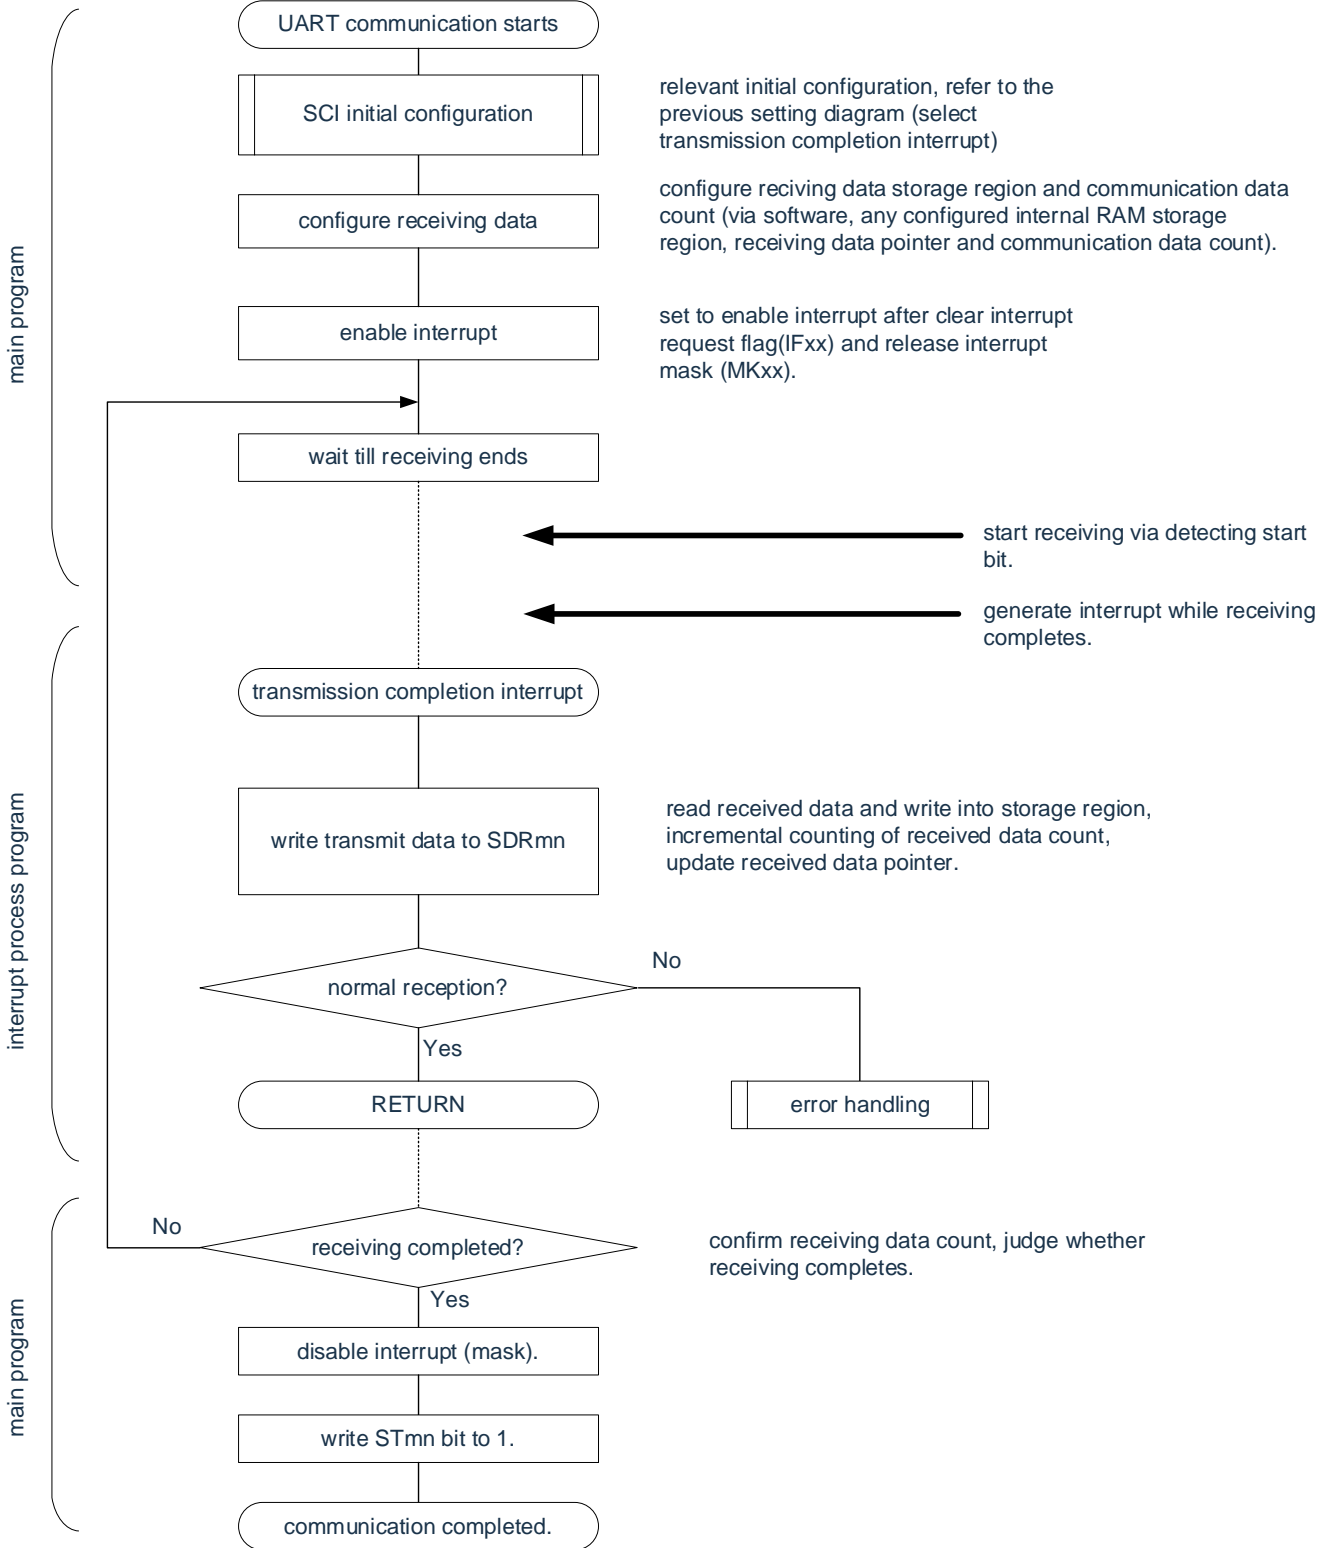 UART communication starts
SCI initial configuration
relevant initial configuration, refer to the
previous setting diagram (select
transmission completion interrupt)
configure receiving data
configure reciving data storage region and communication data
count (via software, any configured internal RAM storage
region, receiving data pointer and communication data count).
main program
enable interrupt
set to enable interrupt after clear interrupt
request flag(IFxx) and release interrupt
mask (MKxx).
wait till receiving ends
start receiving via detecting start
bit.
generate interrupt while receiving
completes.
transmission completion interrupt
interrupt process program
write transmit data to SDRmn
read received data and write into storage region,
incremental counting of received data count,
update received data pointer.
normal reception?
No
Yes
RETURN
error handling
No
receiving completed?
confirm receiving data count, judge whether
receiving completes.
Yes
main program
disable interrupt (mask).
write STmn bit to 1.
communication completed.